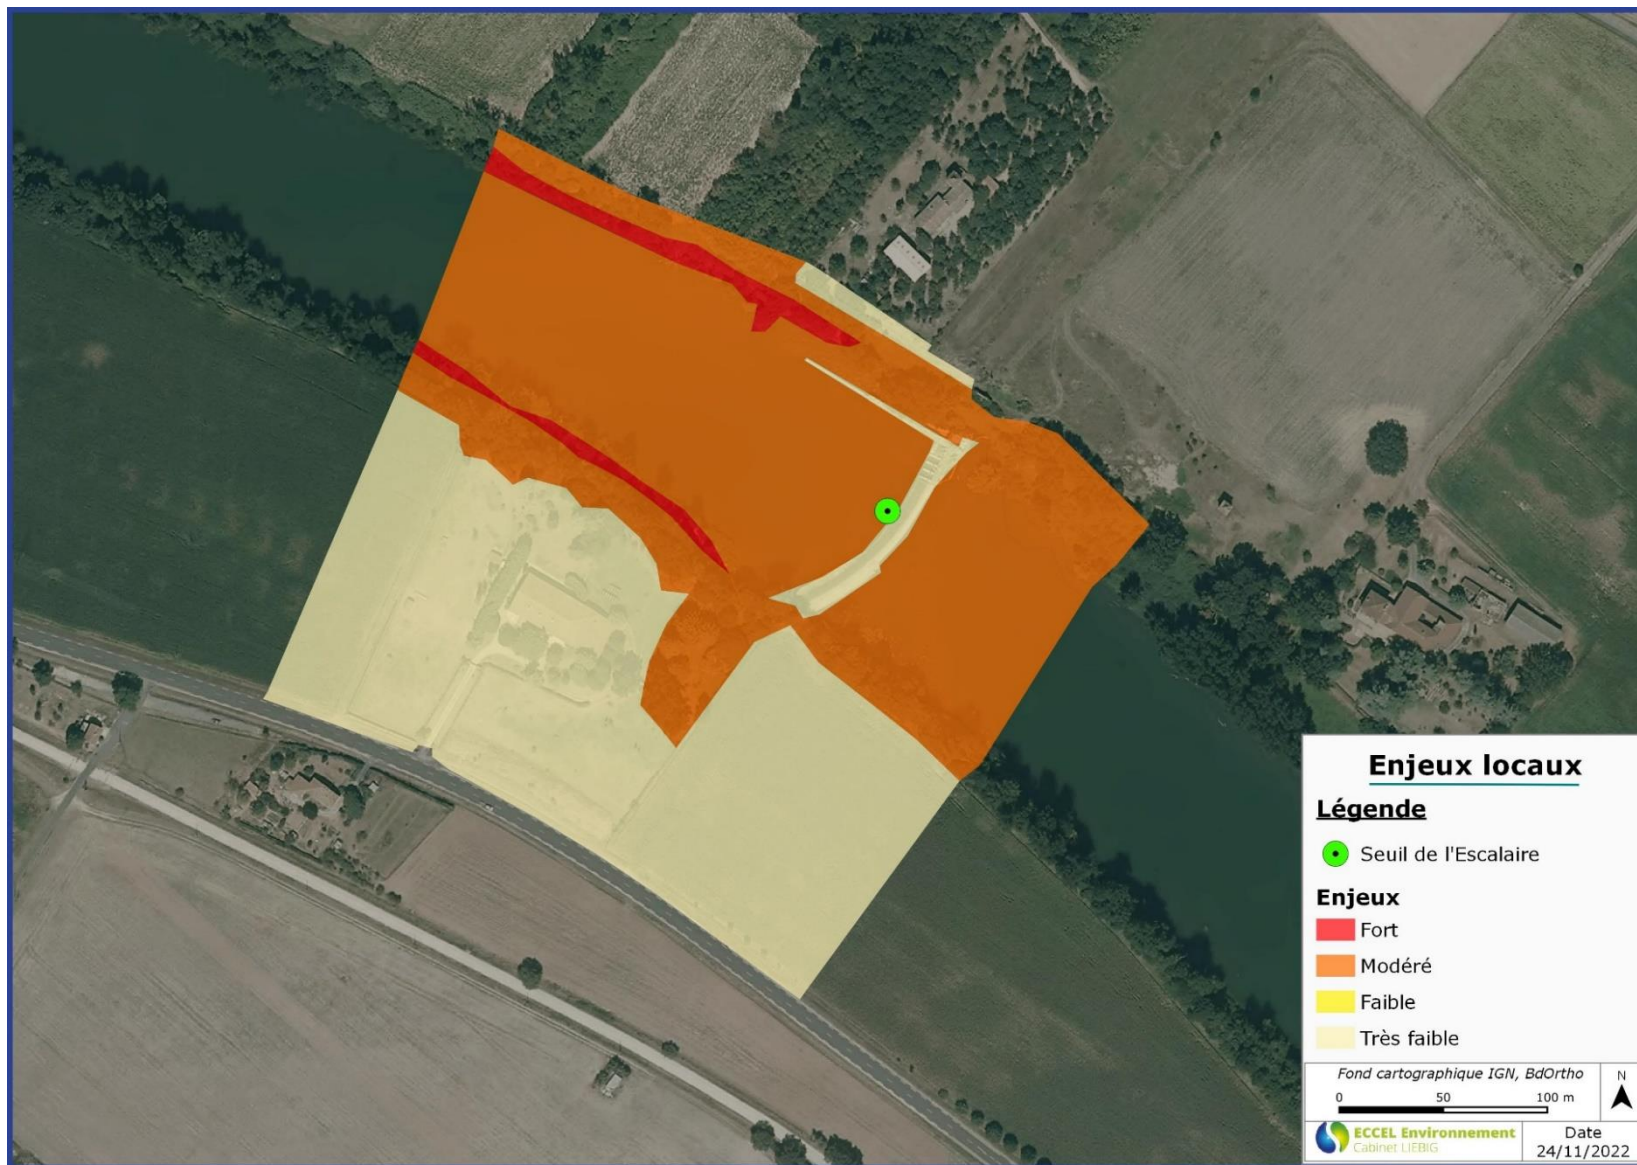 Enjeux locaux
Légende
Seuil de l'Escalaire
Enjeux
Fort
Modéré
Faible
Très faible
Fond cartographique IGN, BdOrtho
0 50 100 m
N
ECCEL Environnement
Cabinet LIEBIG
Date
24/11/2022